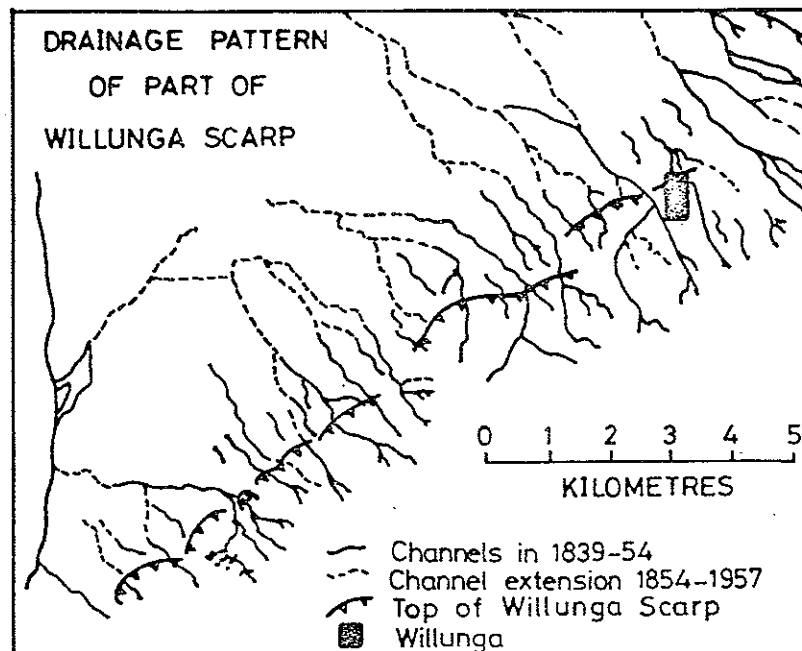 DRAINAGE PATTERN
OF PART OF
WILLUNGA SCARP
0 1 2 3 4 5
KILOMETRES
Channels in 1839-54
Channel extension 1854-1957
Top of Willunga Scarp
Willunga